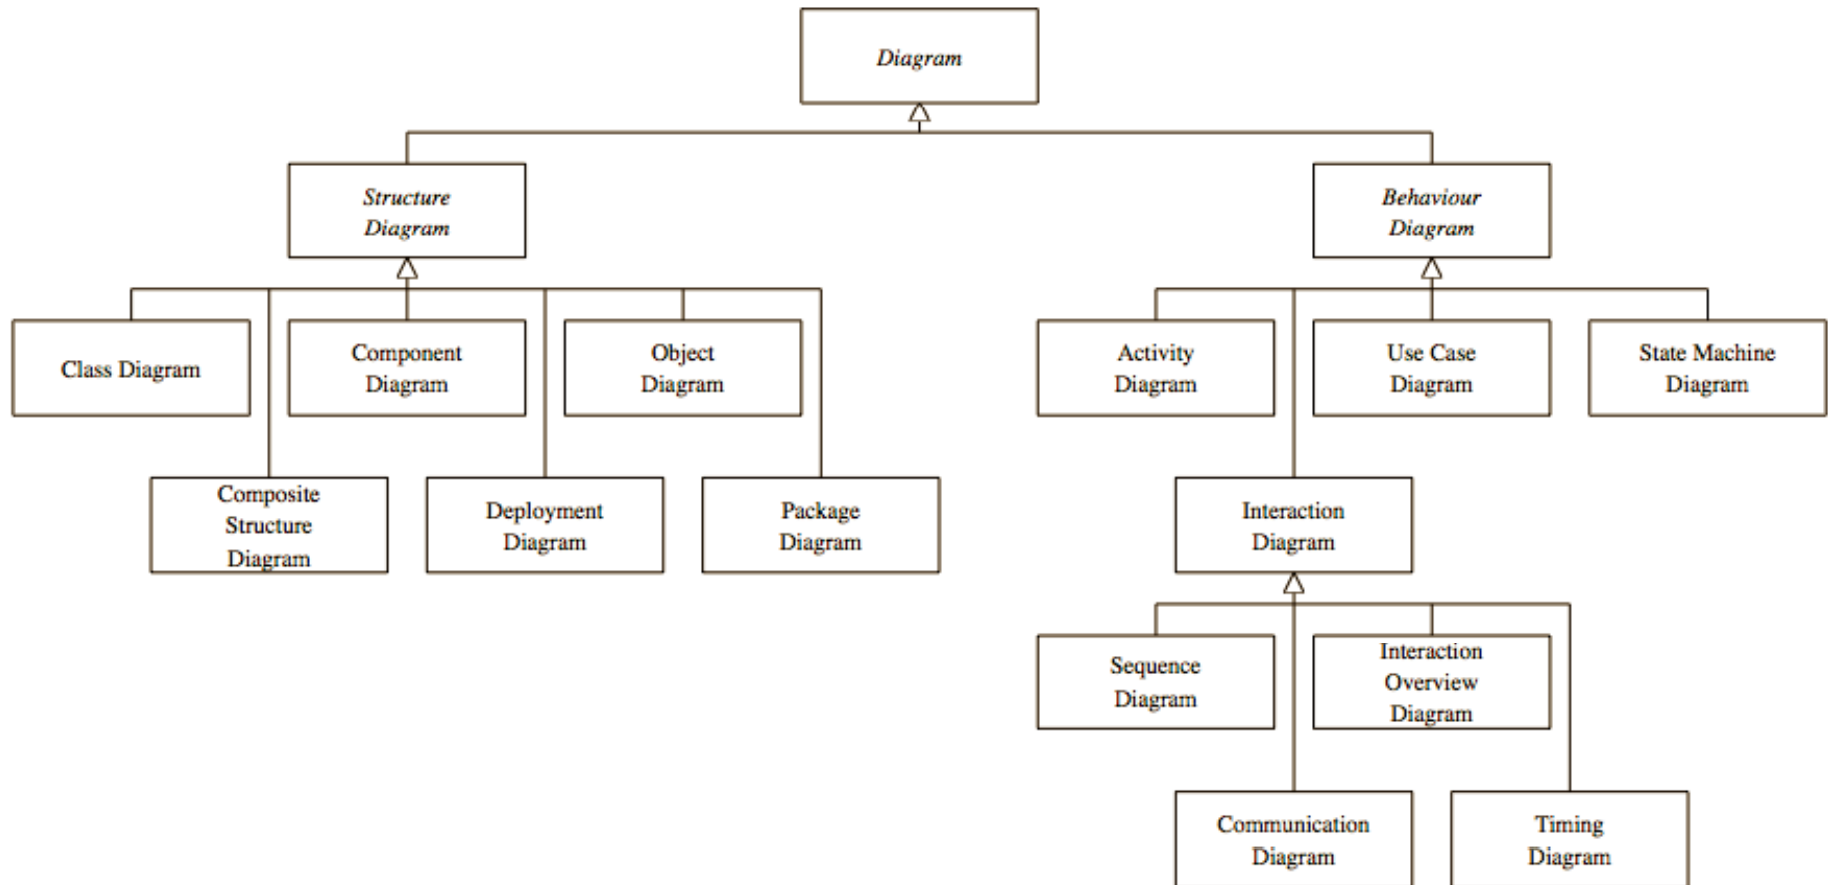 Diagram
Structure
Diagram
Behaviour
Diagram
Class Diagram
Component
Diagram
Object
Diagram
Activity
Diagram
Use Case
Diagram
State Machine
Diagram
Composite
Structure
Diagram
Deployment
Diagram
Package
Diagram
Interaction
Diagram
Sequence
Diagram
Interaction
Overview
Diagram
Communication
Diagram
Timing
Diagram